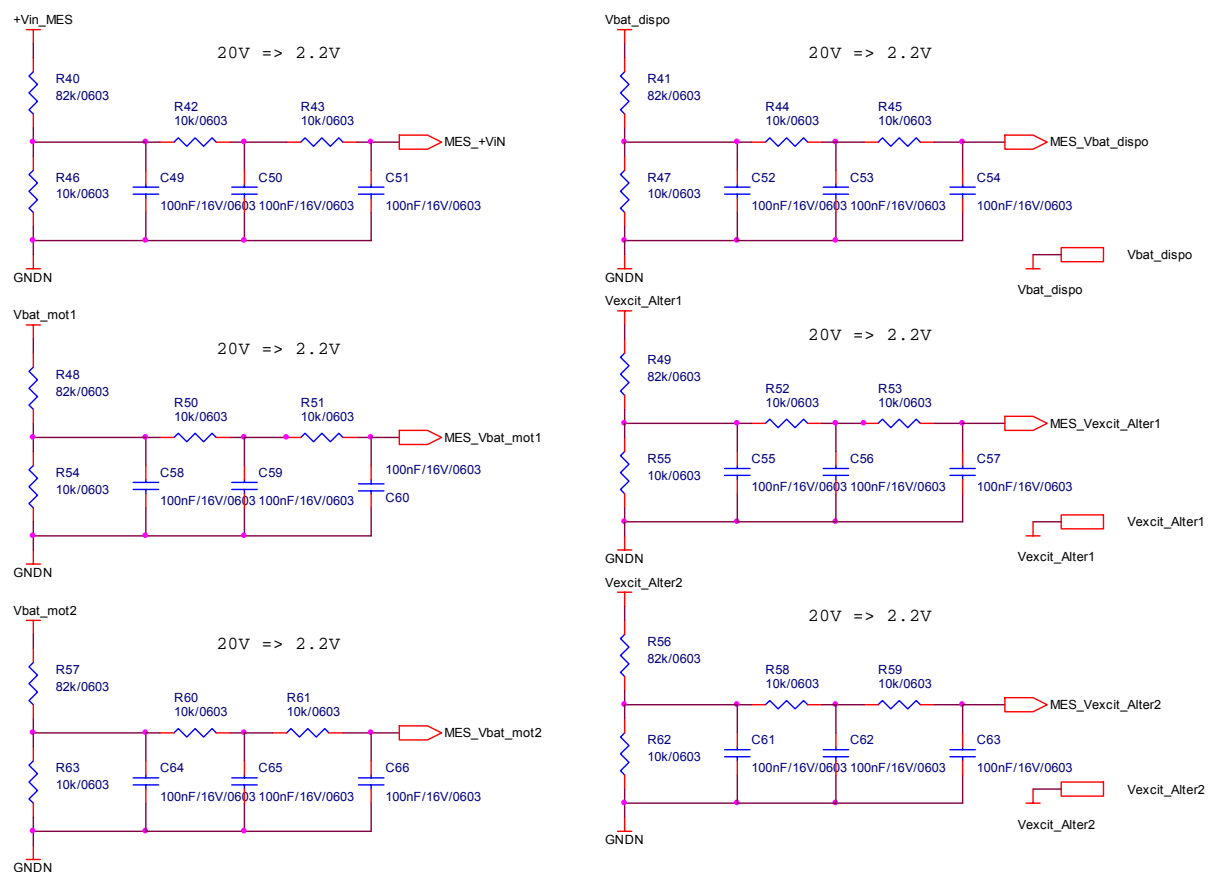 +Vin_MES
20V => 2.2V
R40
82k/0603
R42
10k/0603
R43
10k/0603
MES_+ViN
R46
10k/0603
C49
100nF/16V/0603
C50
100nF/16V/0603
C51
100nF/16V/0603
GNDN
Vbat_dispo
20V => 2.2V
R41
82k/0603
R44
10k/0603
R45
10k/0603
MES_Vbat_dispo
R47
10k/0603
C52
100nF/16V/0603
C53
100nF/16V/0603
C54
100nF/16V/0603
GNDN
Vbat_dispo
Vbat_dispo
Vbat_mot1
20V => 2.2V
R48
82k/0603
R50
10k/0603
R51
10k/0603
MES_Vbat_mot1
R54
10k/0603
C58
100nF/16V/0603
C59
100nF/16V/0603
100nF/16V/0603
C60
GNDN
Vexcit_Alter1
20V => 2.2V
R49
82k/0603
R52
10k/0603
R53
10k/0603
MES_Vexcit_Alter1
R55
10k/0603
C55
100nF/16V/0603
C56
100nF/16V/0603
C57
100nF/16V/0603
GNDN
Vexcit_Alter1
Vexcit_Alter1
Vbat_mot2
20V => 2.2V
R57
82k/0603
R60
10k/0603
R61
10k/0603
MES_Vbat_mot2
R63
10k/0603
C64
100nF/16V/0603
C65
100nF/16V/0603
C66
100nF/16V/0603
GNDN
Vexcit_Alter2
20V => 2.2V
R56
82k/0603
R58
10k/0603
R59
10k/0603
MES_Vexcit_Alter2
R62
10k/0603
C61
100nF/16V/0603
C62
100nF/16V/0603
C63
100nF/16V/0603
GNDN
Vexcit_Alter2
Vexcit_Alter2